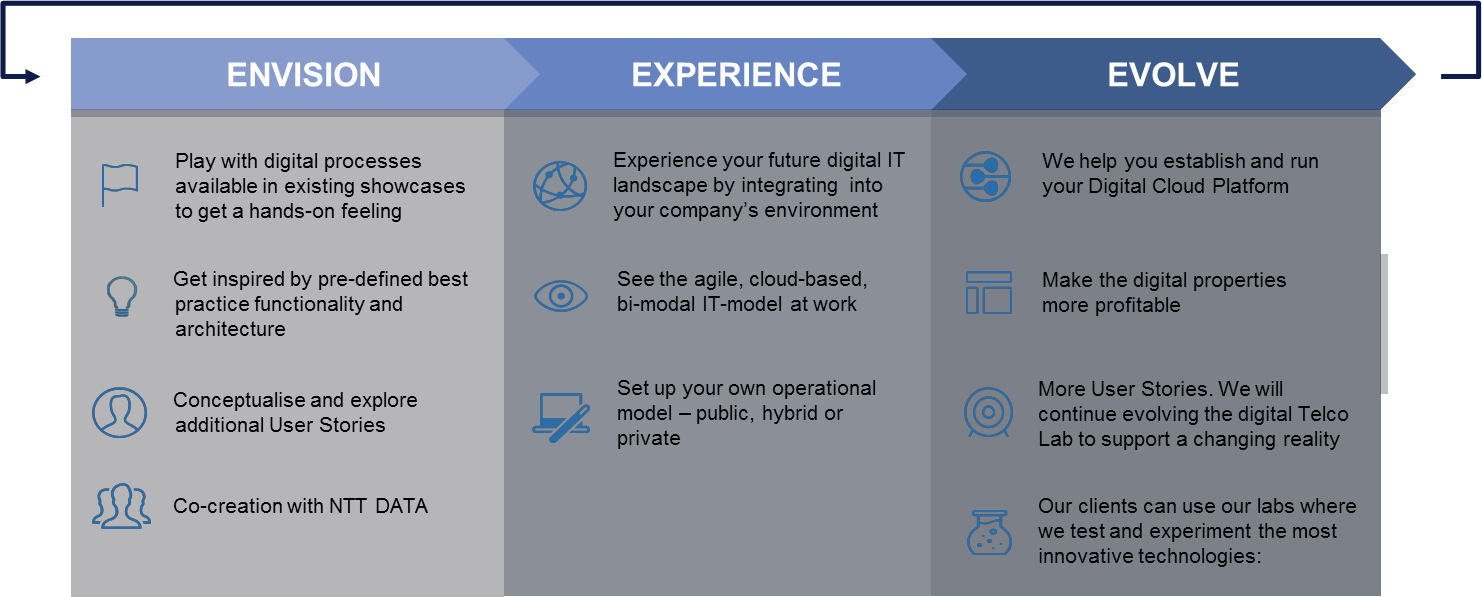 ENVISION
Play with digital processes
available in existing showcases
to get a hands-on feeling
Get inspired by pre-defined best
practice functionality and
architecture
Conceptualise and explore
additional User Stories
Co-creation with NTT DATA
EXPERIENCE
Experience your future digital IT
landscape by integrating into
your company’s environment
See the agile, cloud-based,
bi-modal IT-model at work
Set up your own operational
model – public, hybrid or
private
EVOLVE
We help you establish and run
your Digital Cloud Platform
Make the digital properties
more profitable
More User Stories. We will
continue evolving the digital Telco
Lab to support a changing reality
Our clients can use our labs where
we test and experiment the most
innovative technologies: